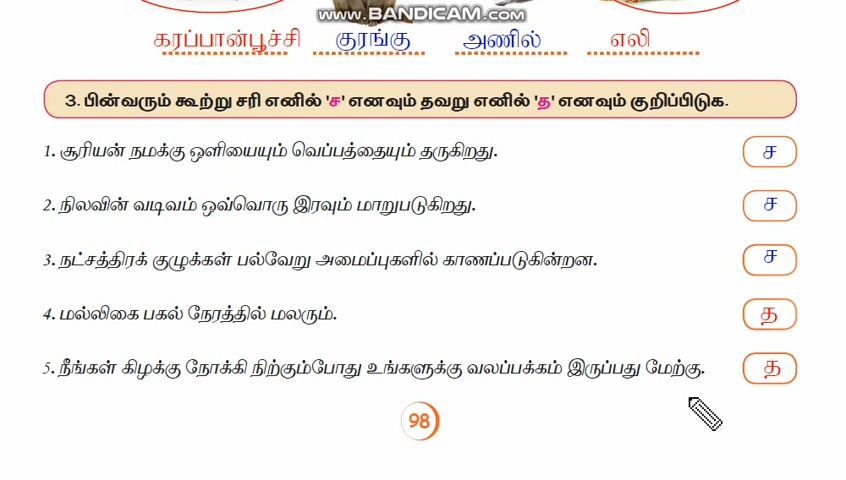 www.BANDICAM.com
கரப்பான்பூச்சி குரங்கு அணில் எலி
3. பின்வரும் கூற்று சரி எனில் 'ச' எனவும் தவறு எனில் 'த' எனவும் குறிப்பிடுக.
1. சூரியன் நமக்கு ஒளியையும் வெப்பத்தையும் தருகிறது. ச
2. நிலவின் வடிவம் ஒவ்வொரு இரவும் மாறுபடுகிறது. ச
3. நட்சத்திரக் குழுக்கள் பல்வேறு அமைப்புகளில் காணப்படுகின்றன. ச
4. மல்லிகை பகல் நேரத்தில் மலரும். த
5. நீங்கள் கிழக்கு நோக்கி நிற்கும்போது உங்களுக்கு வலப்பக்கம் இருப்பது மேற்கு. த
98